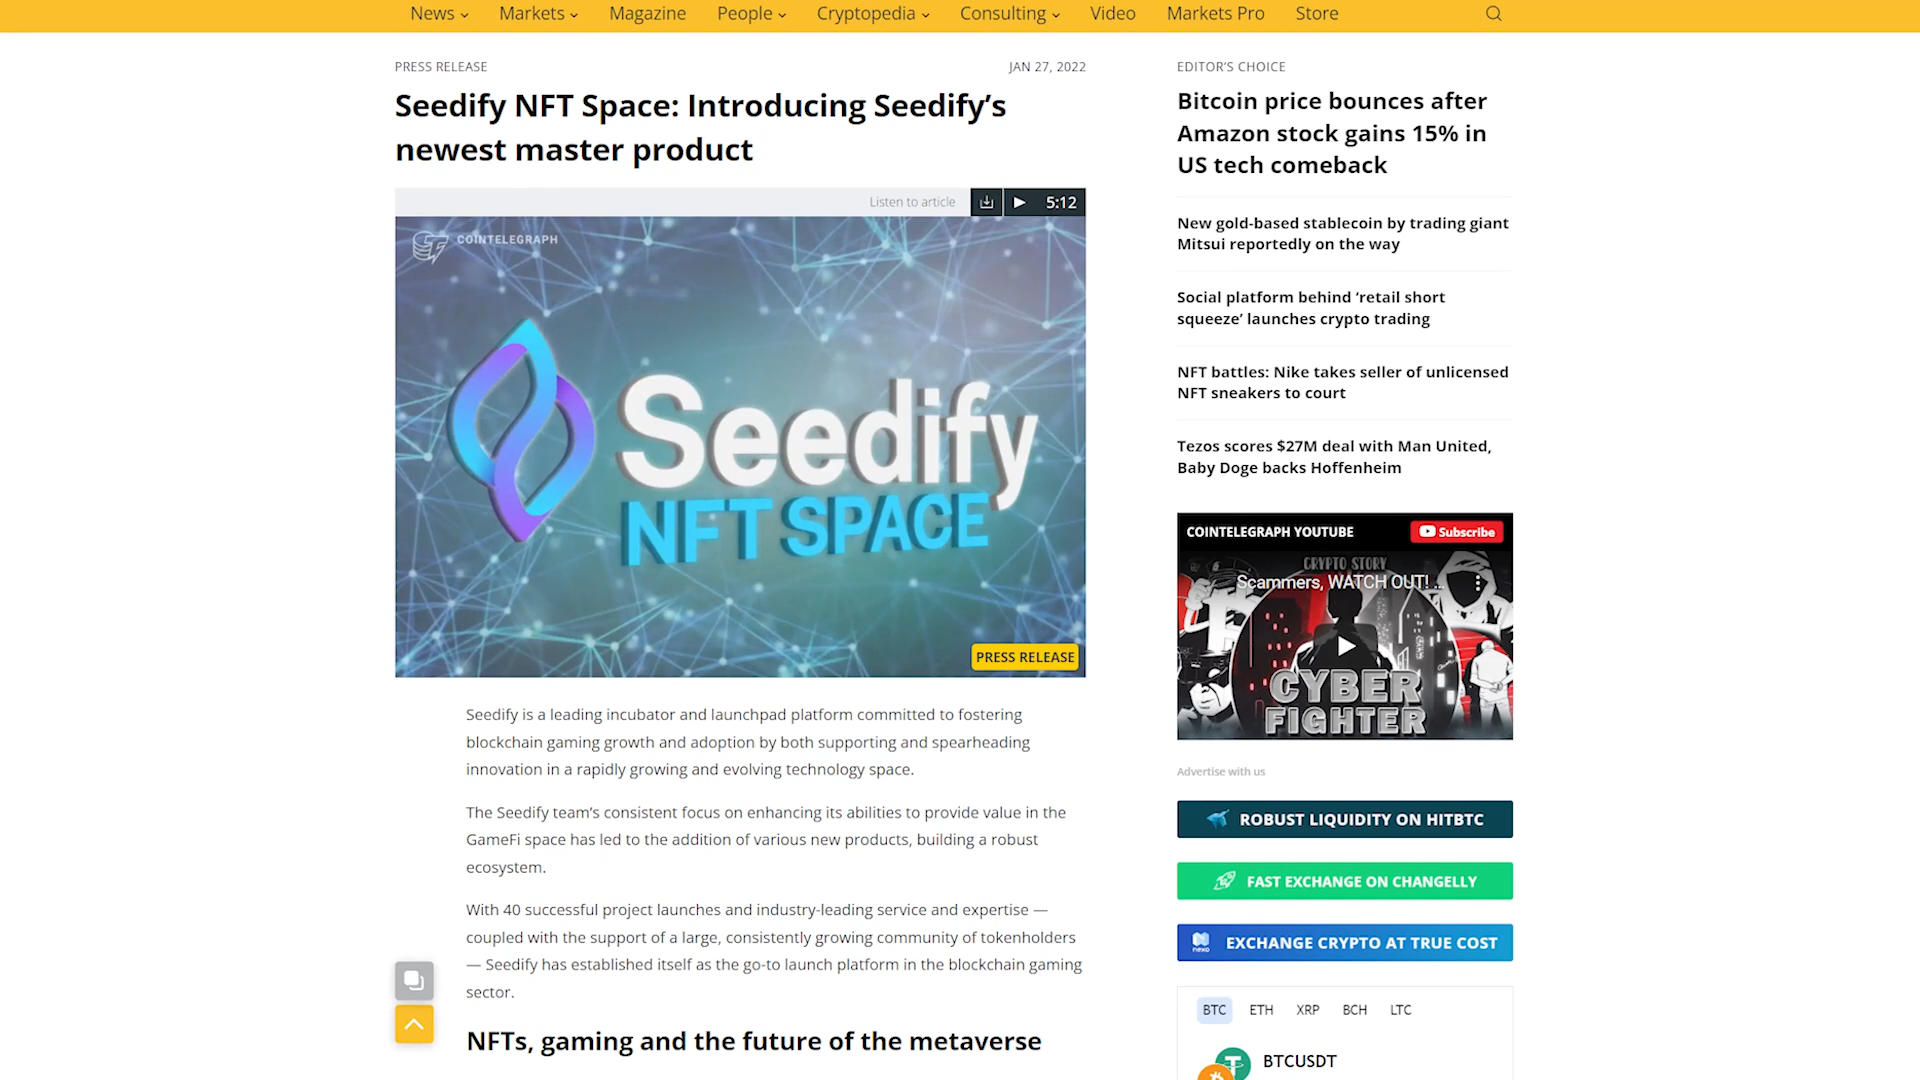 News
Markets
Magazine
People
Cryptopedia
Consulting
Video
Markets Pro
Store
PRESS RELEASE
JAN 27, 2022
Seedify NFT Space: Introducing Seedify’s
newest master product
Listen to article
5:12
COINTELEGRAPH
Seedify
NFT SPACE
PRESS RELEASE
Seedify is a leading incubator and launchpad platform committed to fostering
blockchain gaming growth and adoption by both supporting and spearheading
innovation in a rapidly growing and evolving technology space.
The Seedify team’s consistent focus on enhancing its abilities to provide value in the
GameFi space has led to the addition of various new products, building a robust
ecosystem.
With 40 successful project launches and industry-leading service and expertise —
coupled with the support of a large, consistently growing community of tokenholders
— Seedify has established itself as the go-to launch platform in the blockchain gaming
sector.
NFTs, gaming and the future of the metaverse
EDITOR’S CHOICE
Bitcoin price bounces after
Amazon stock gains 15% in
US tech comeback
New gold-based stablecoin by trading giant
Mitsui reportedly on the way
Social platform behind ‘retail short
squeeze’ launches crypto trading
NFT battles: Nike takes seller of unlicensed
NFT sneakers to court
Tezos scores $27M deal with Man United,
Baby Doge backs Hoffenheim
COINTELEGRAPH YOUTUBE
Subscribe
CRYPTO STORY
Scammers, WATCH OUT! ...
CYBER
FIGHTER
Advertise with us
ROBUST LIQUIDITY ON HITBTC
FAST EXCHANGE ON CHANGELLY
nexo
EXCHANGE CRYPTO AT TRUE COST
BTC
ETH
XRP
BCH
LTC
BTCUSDT